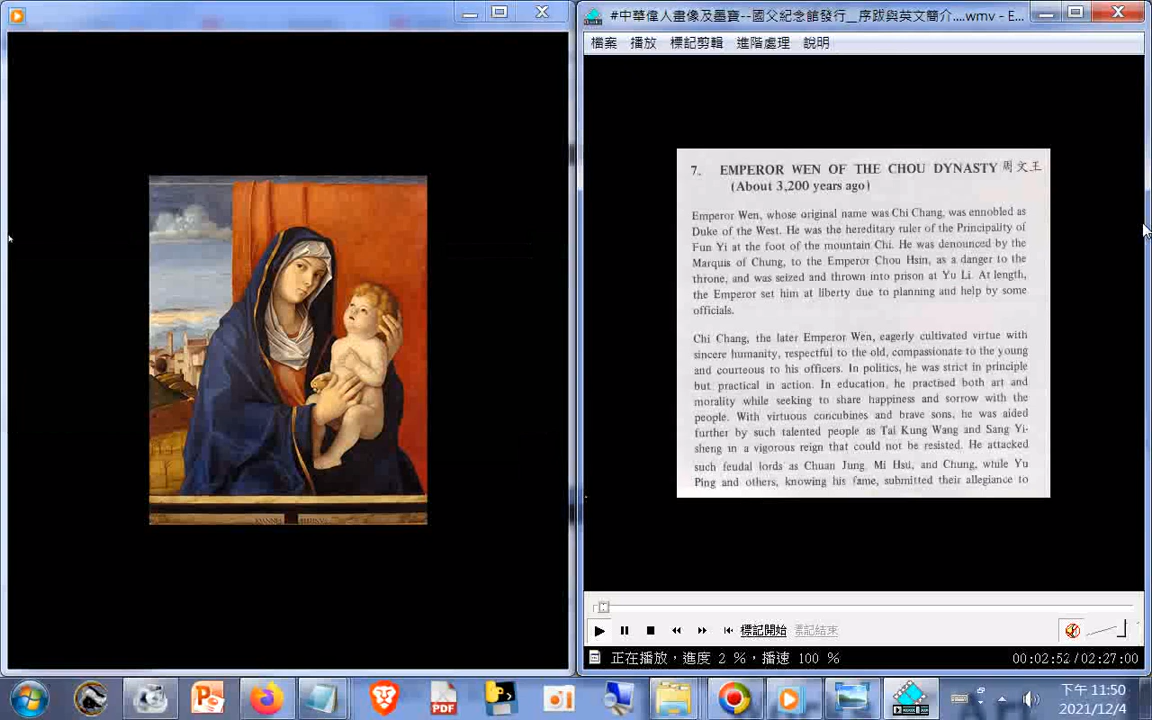 #中華偉人畫像及墨寶--國父紀念館發行__序跋與英文簡介....wmv - E...
檔案 播放 標記剪輯 進階處理 說明
7. EMPEROR WEN OF THE CHOU DYNASTY 周文王
(About 3,200 years ago)
Emperor Wen, whose original name was Chi Chang, was ennobled as
Duke of the West. He was the hereditary ruler of the Principality of
Fun Yi at the foot of the mountain Chi. He was denounced by the
Marquis of Chung, to the Emperor Chou Hsin, as a danger to the
throne, and was seized and thrown into prison at Yu Li. At length,
the Emperor set him at liberty due to planning and help by some
officials.
Chi Chang, the later Emperor Wen, eagerly cultivated virtue with
sincere humanity, respectful to the old, compassionate to the young
and courteous to his officers. In politics, he was strict in principle
but practical in action. In education, he practised both art and
morality while seeking to share happiness and sorrow with the
people. With virtuous concubines and brave sons, he was aided
further by such talented people as Tai Kung Wang and Sang Yi-
sheng in a vigorous reign that could not be resisted. He attacked
such feudal lords as Chuan Jung, Mi Hsu, and Chung, while Yu
Ping and others, knowing his fame, submitted their allegiance to
標記開始 標記結束
正在播放，進度 2 %，播速 100 % 00:02:52 / 02:27:00
PDF
下午 11:50
2021/12/4